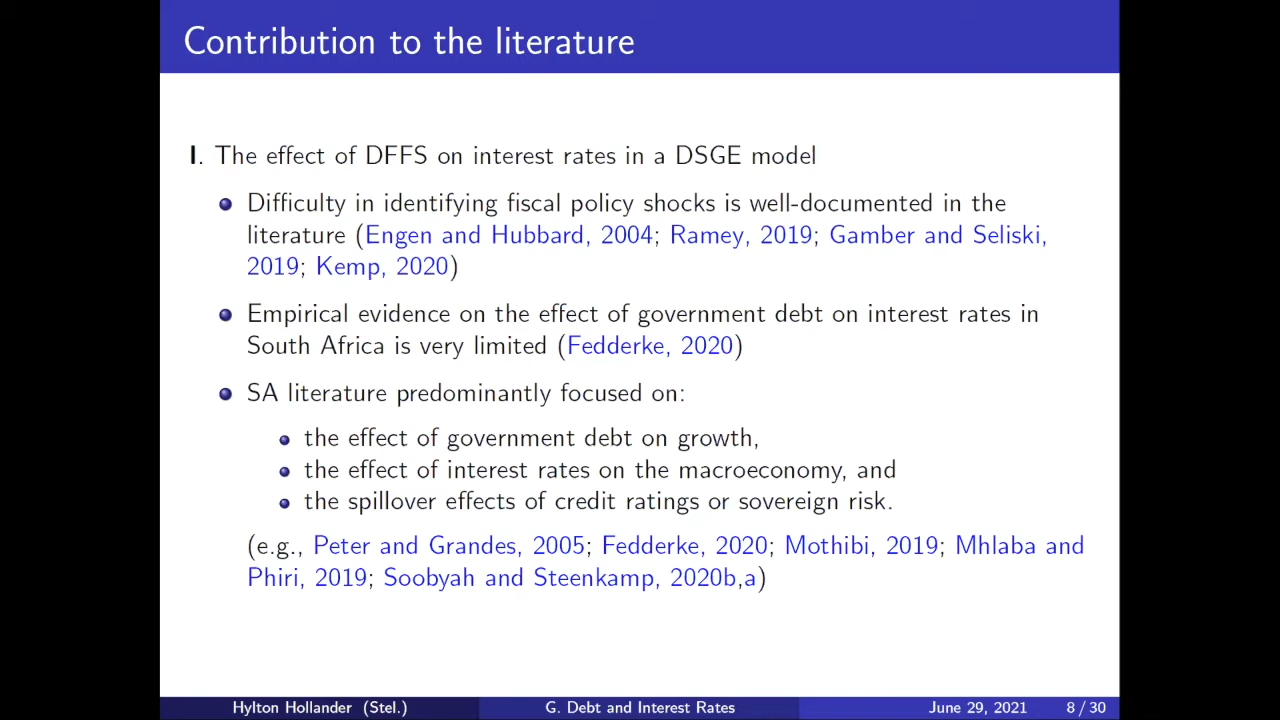 Contribution to the literature
I. The effect of DFFS on interest rates in a DSGE model
Difficulty in identifying fiscal policy shocks is well-documented in the
literature (Engen and Hubbard, 2004; Ramey, 2019; Gamber and Seliski,
2019; Kemp, 2020)
Empirical evidence on the effect of government debt on interest rates in
South Africa is very limited (Fedderke, 2020)
SA literature predominantly focused on:
the effect of government debt on growth,
the effect of interest rates on the macroeconomy, and
the spillover effects of credit ratings or sovereign risk.
(e.g., Peter and Grandes, 2005; Fedderke, 2020; Mothibi, 2019; Mhlaba and
Phiri, 2019; Soobyah and Steenkamp, 2020b,a)
Hylton Hollander (Stel.) G. Debt and Interest Rates June 29, 2021 8 / 30